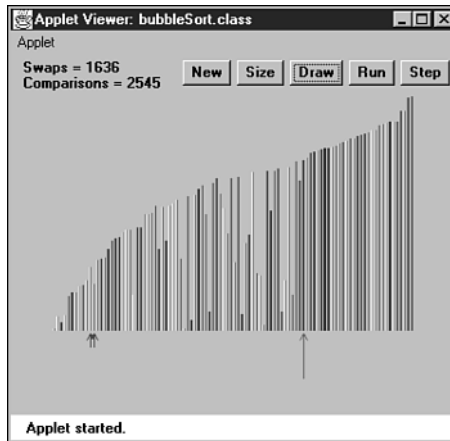 Applet Viewer: bubbleSort.class
Applet
Swaps = 1636
Comparisons = 2545
New Size Draw Run Step
Applet started.